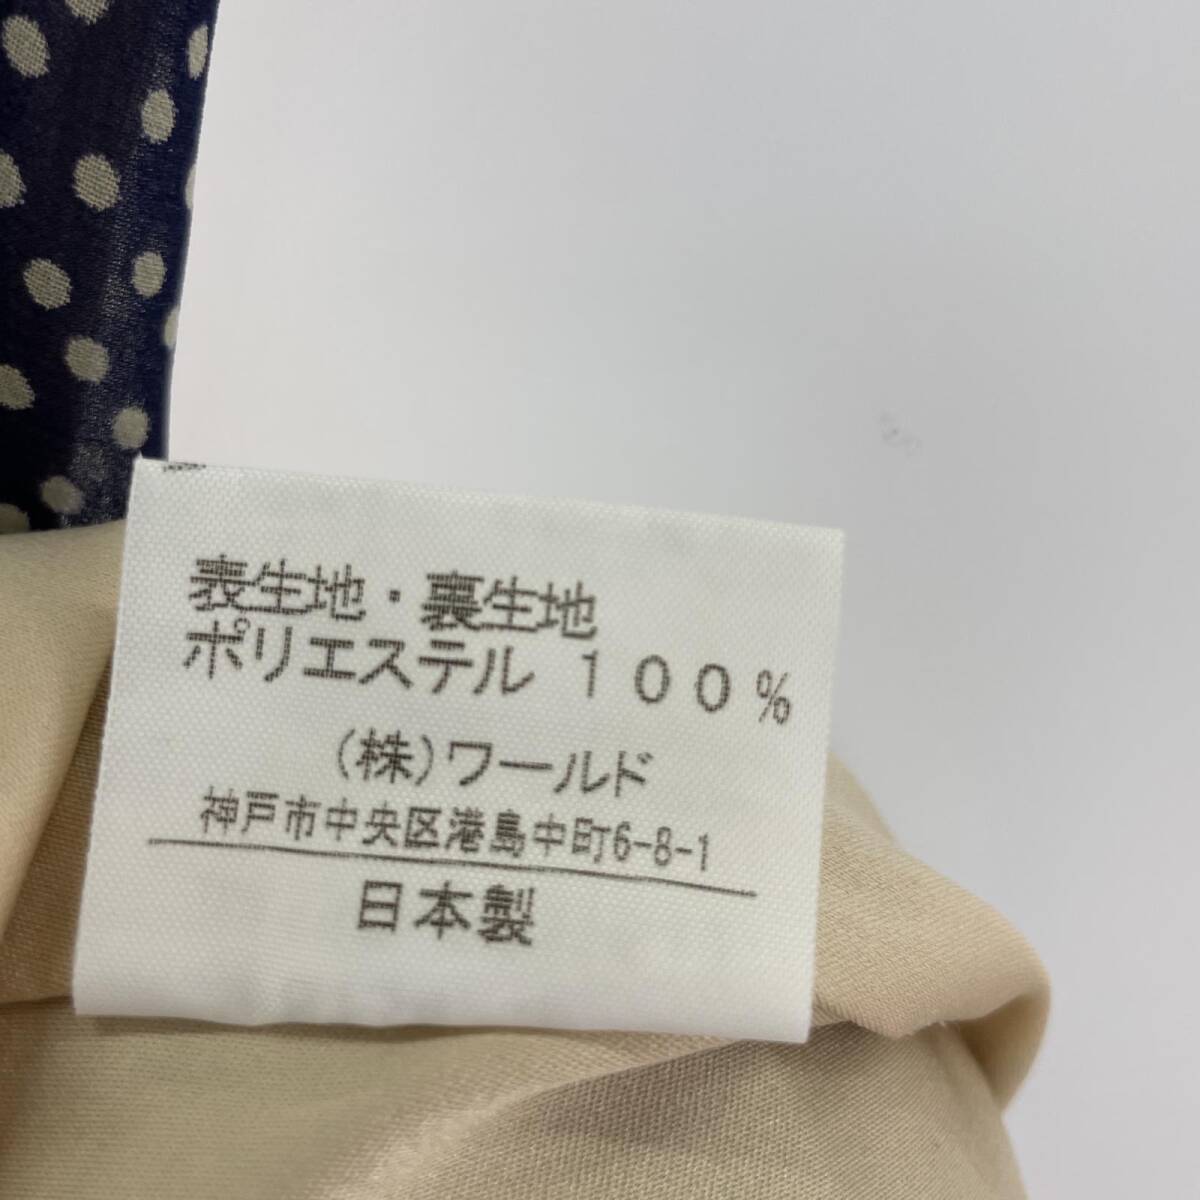 表生地・裏生地
ポリエステル 100%
(株)ワールド
神戸市中央区港島中町6-8-1
日本製